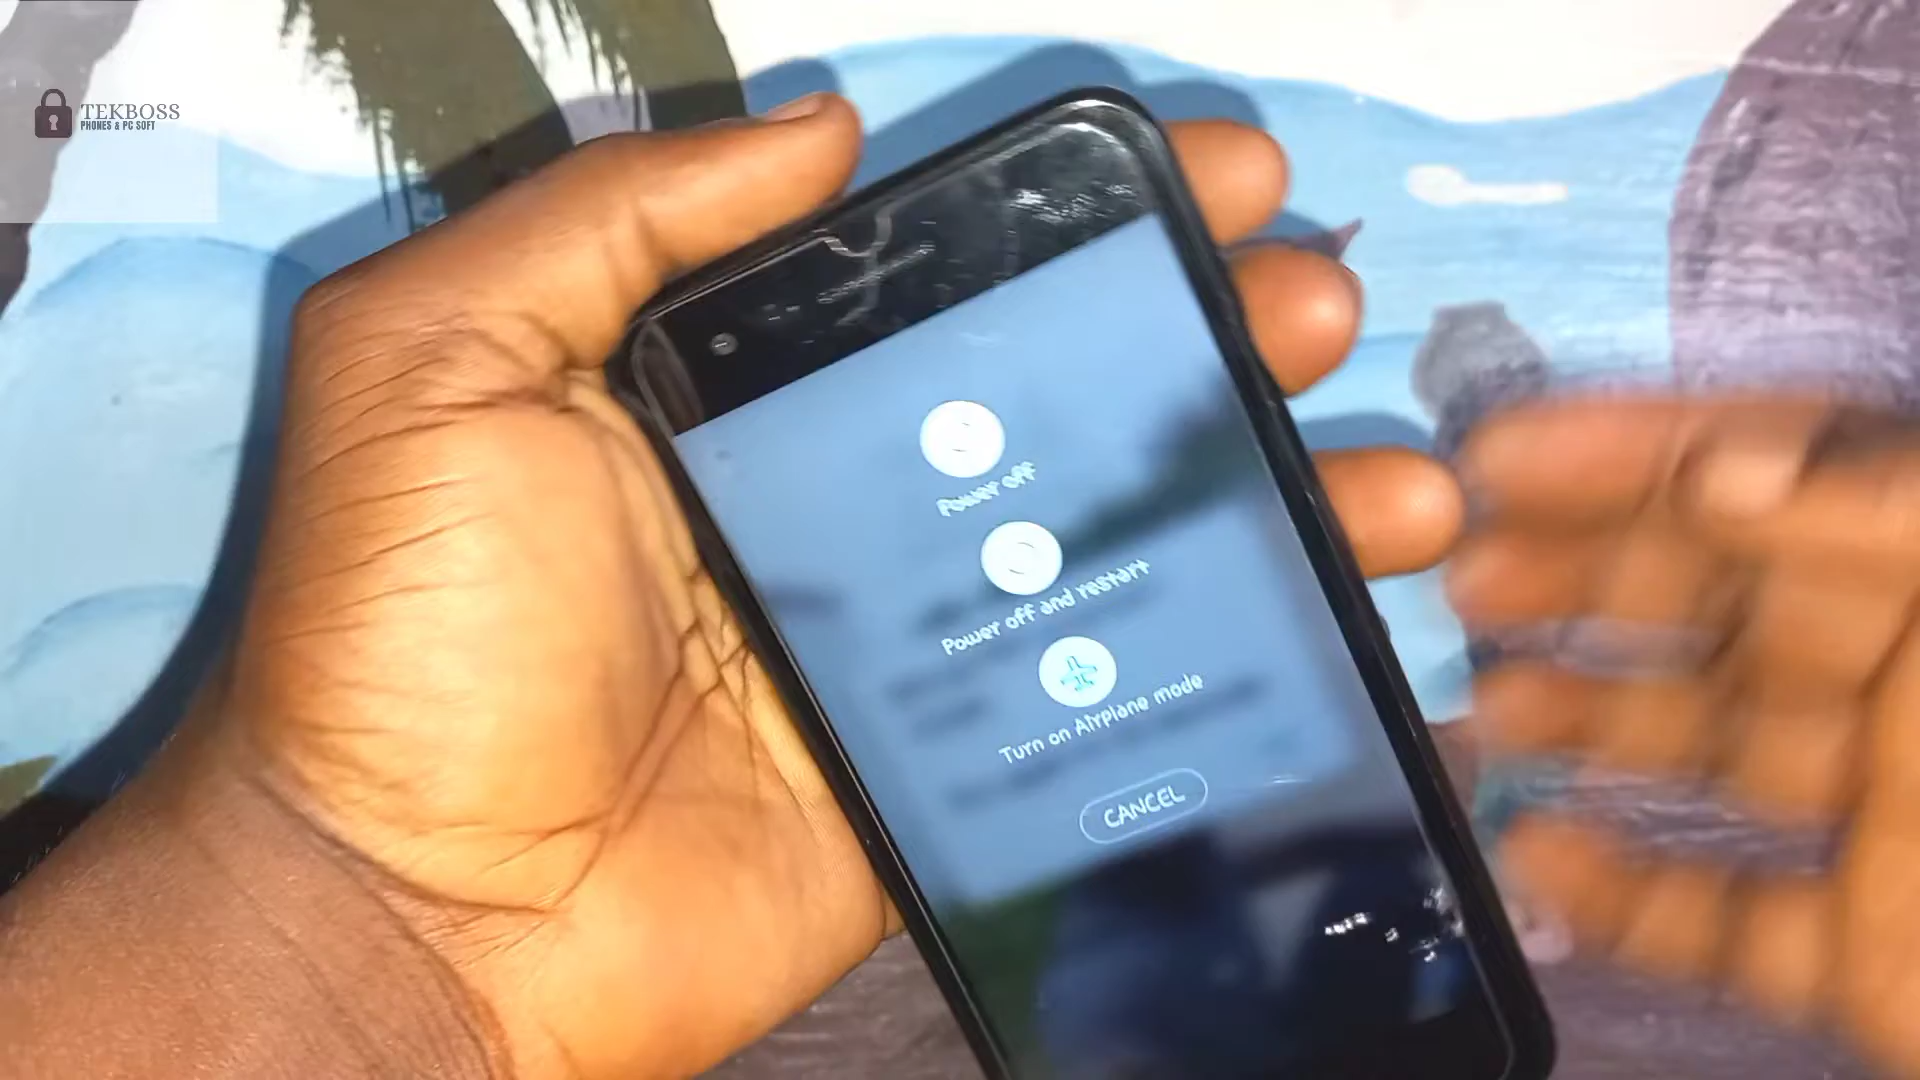 TEKBOSS
PHONES & PC SOFT
Power off
Power off and restart
Turn on Airplane mode
CANCEL